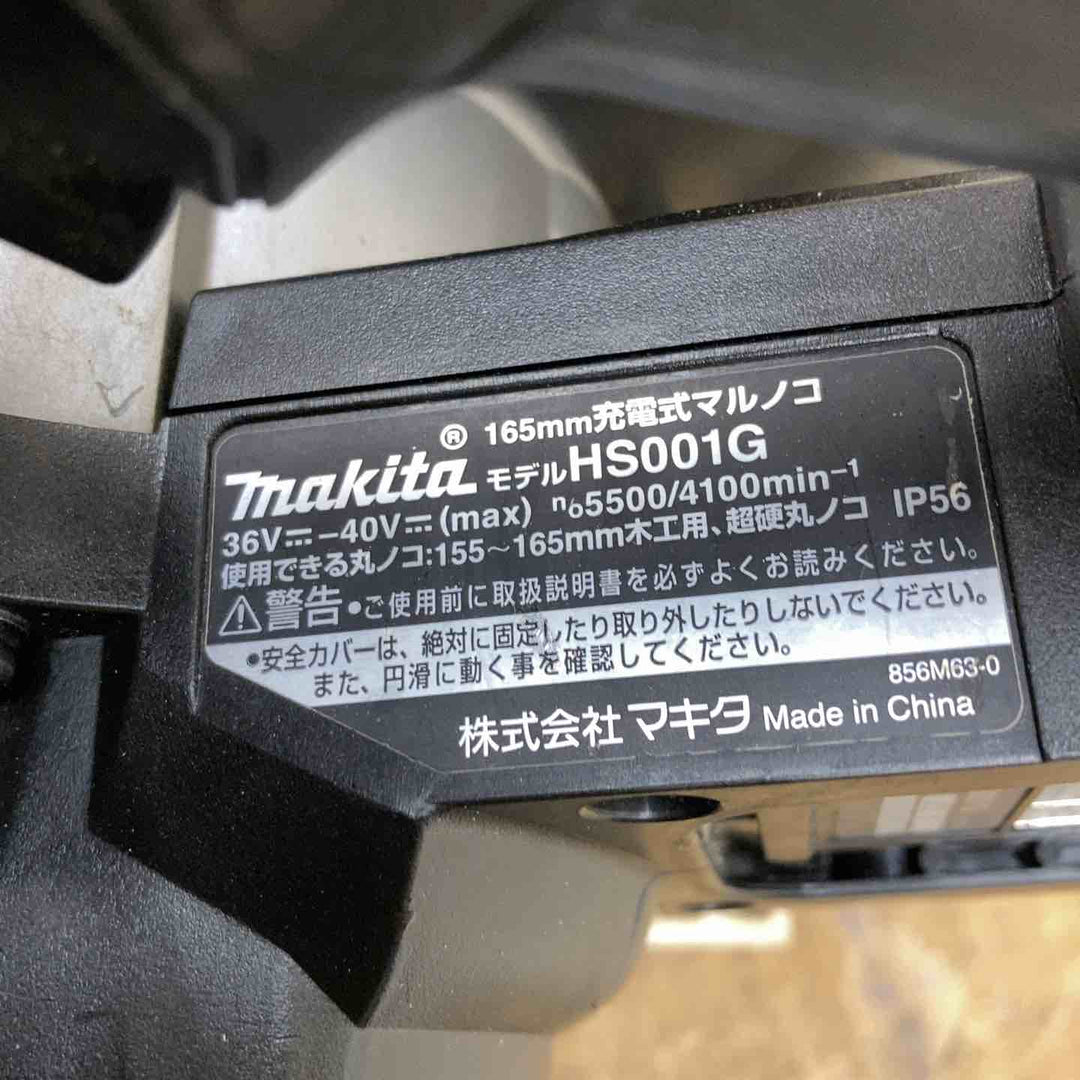 ® 165mm充電式マルノコ
makita モデルHS001G
36V⎓-40V⎓(max) n₀5500/4100min⁻¹
使用できる丸ノコ:155～165mm木工用、超硬丸ノコ IP56
⚠警告 •ご使用前に取扱説明書を必ずよくお読みください。
•安全カバーは、絶対に固定したり取り外したりしないでください。
また、円滑に動く事を確認してください。
856M63-0
株式会社マキタ Made in China